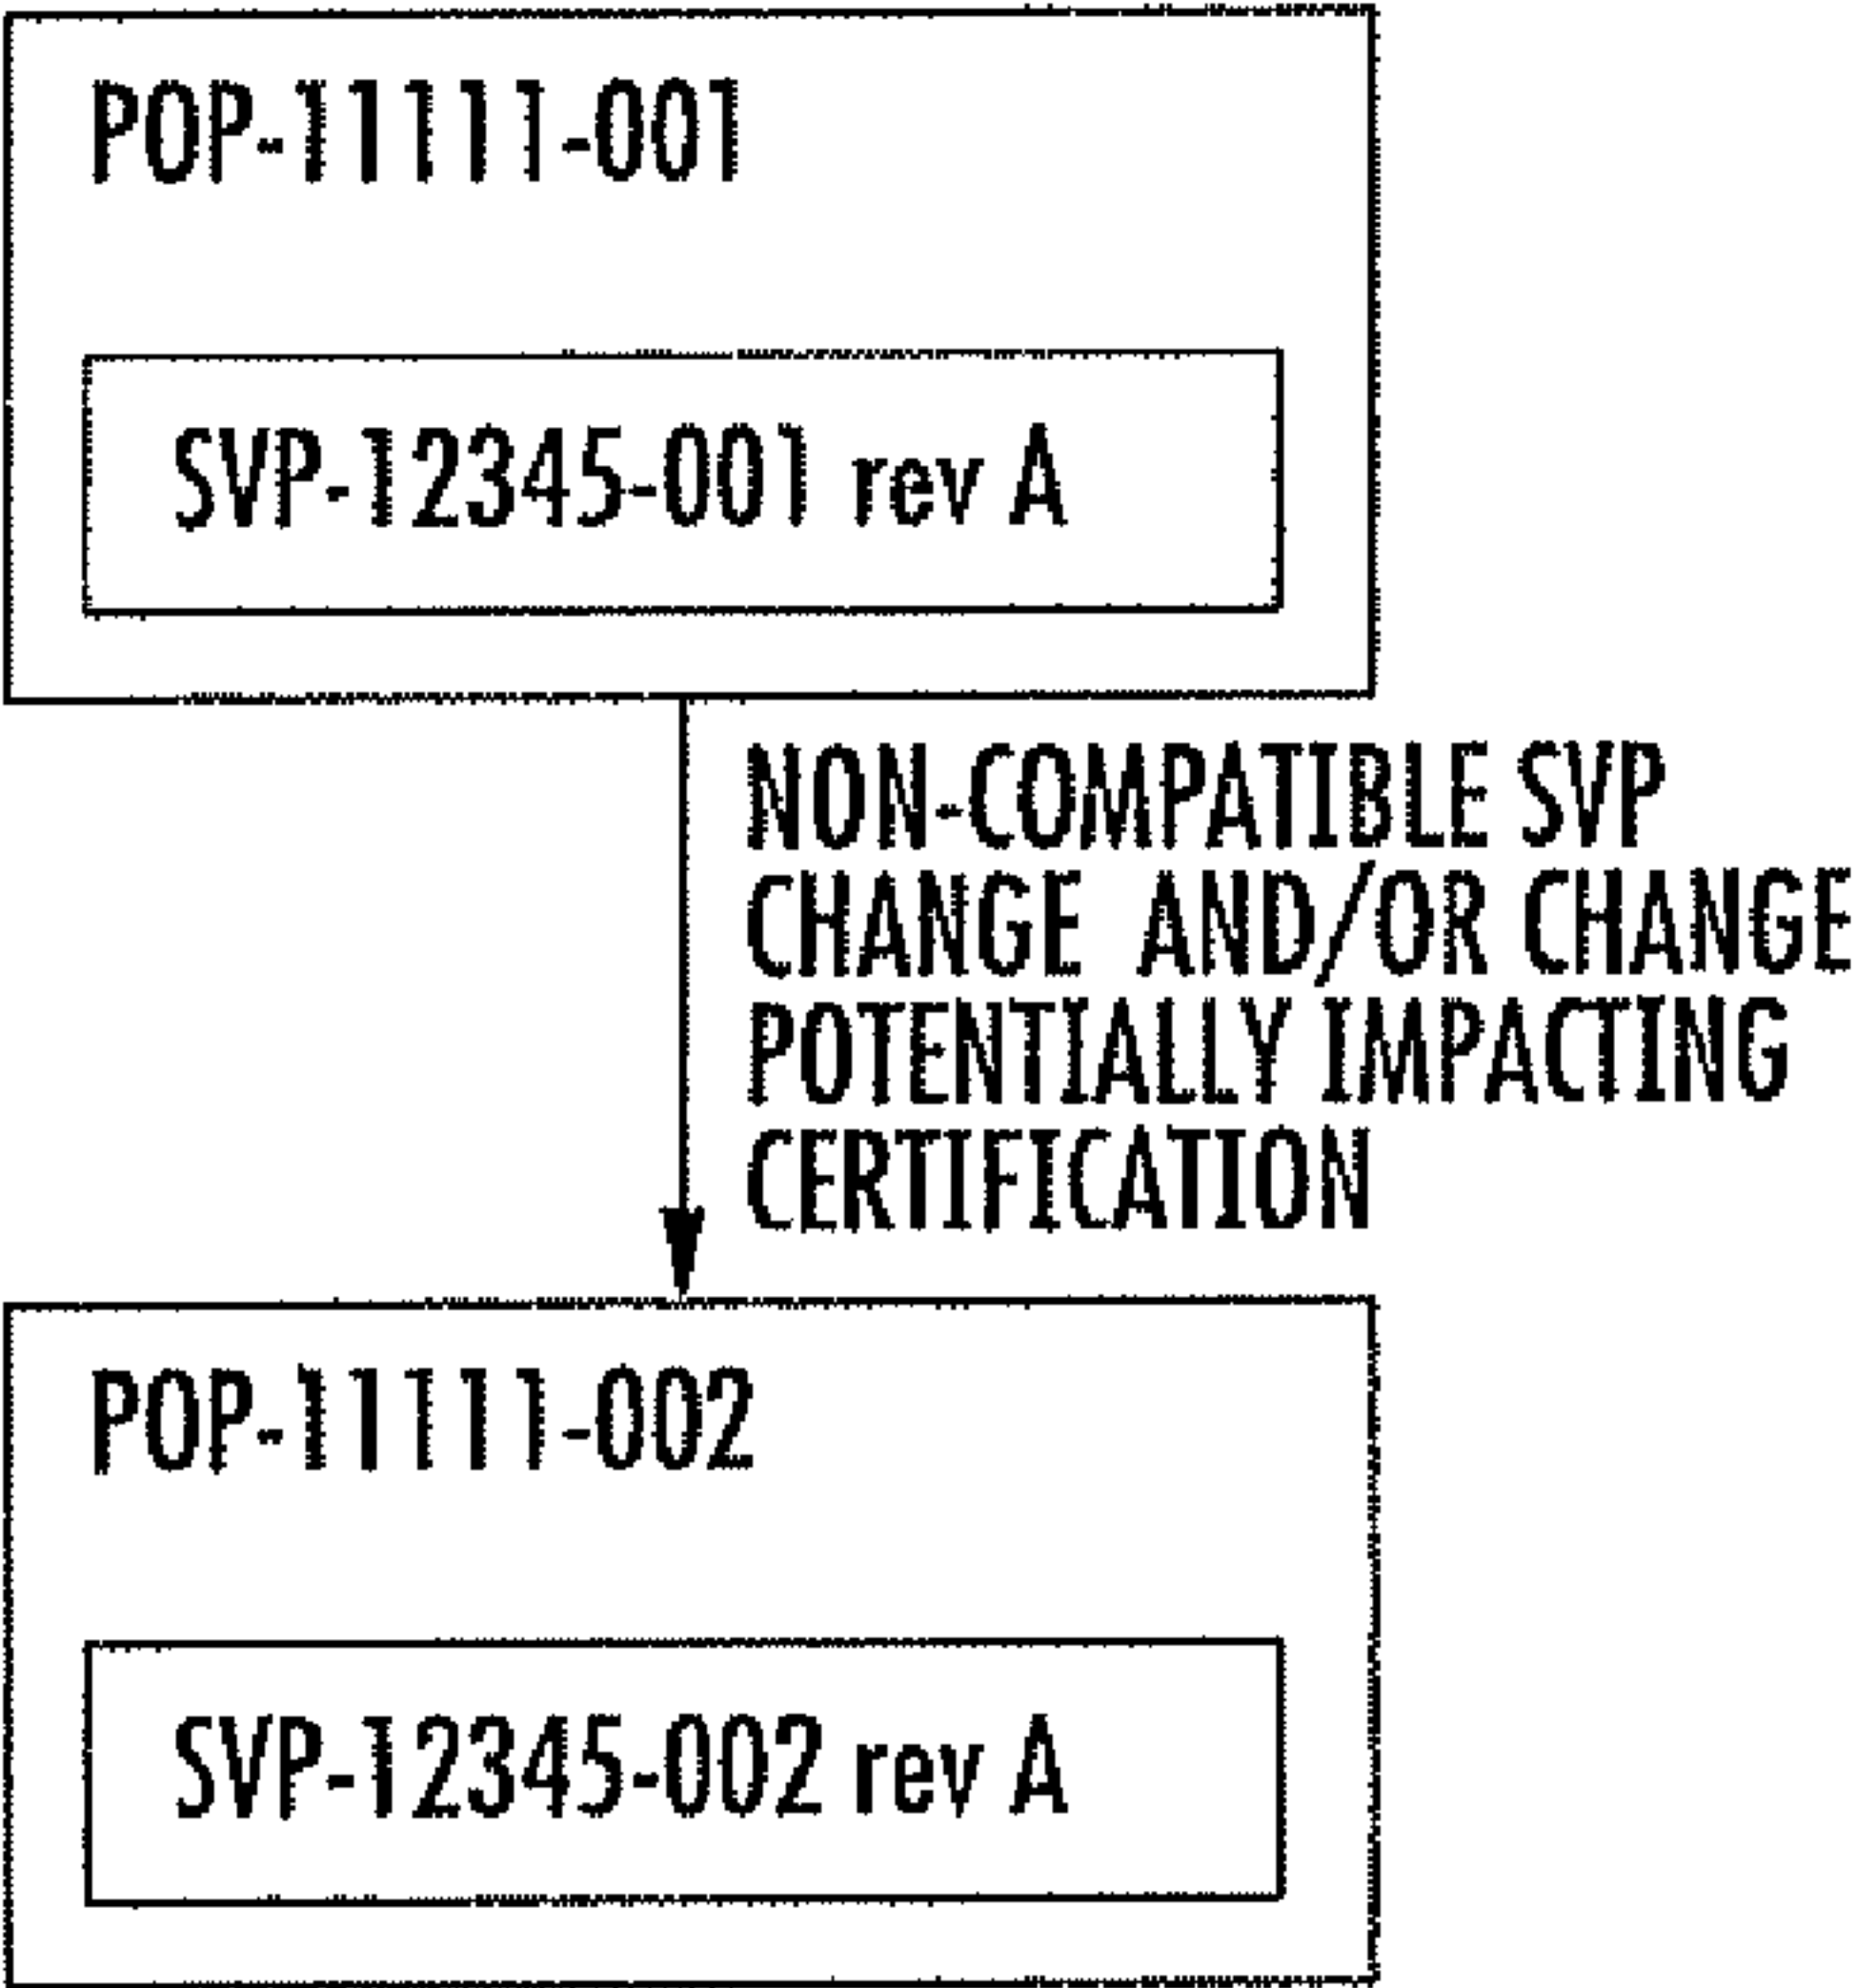 POP-11111-001
SVP-12345-001 rev A
NON-COMPATIBLE SVP
CHANGE AND/OR CHANGE
POTENTIALLY IMPACTING
CERTIFICATION
POP-11111-002
SVP-12345-002 rev A